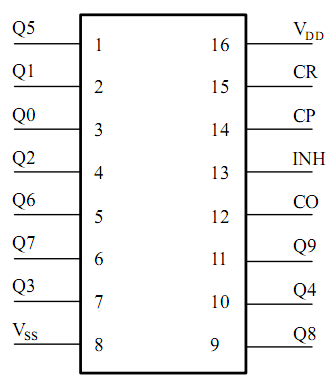 Q5 1 16 VDD
Q1 2 15 CR
Q0 3 14 CP
Q2 4 13 INH
Q6 5 12 CO
Q7 6 11 Q9
Q3 7 10 Q4
VSS 8 9 Q8